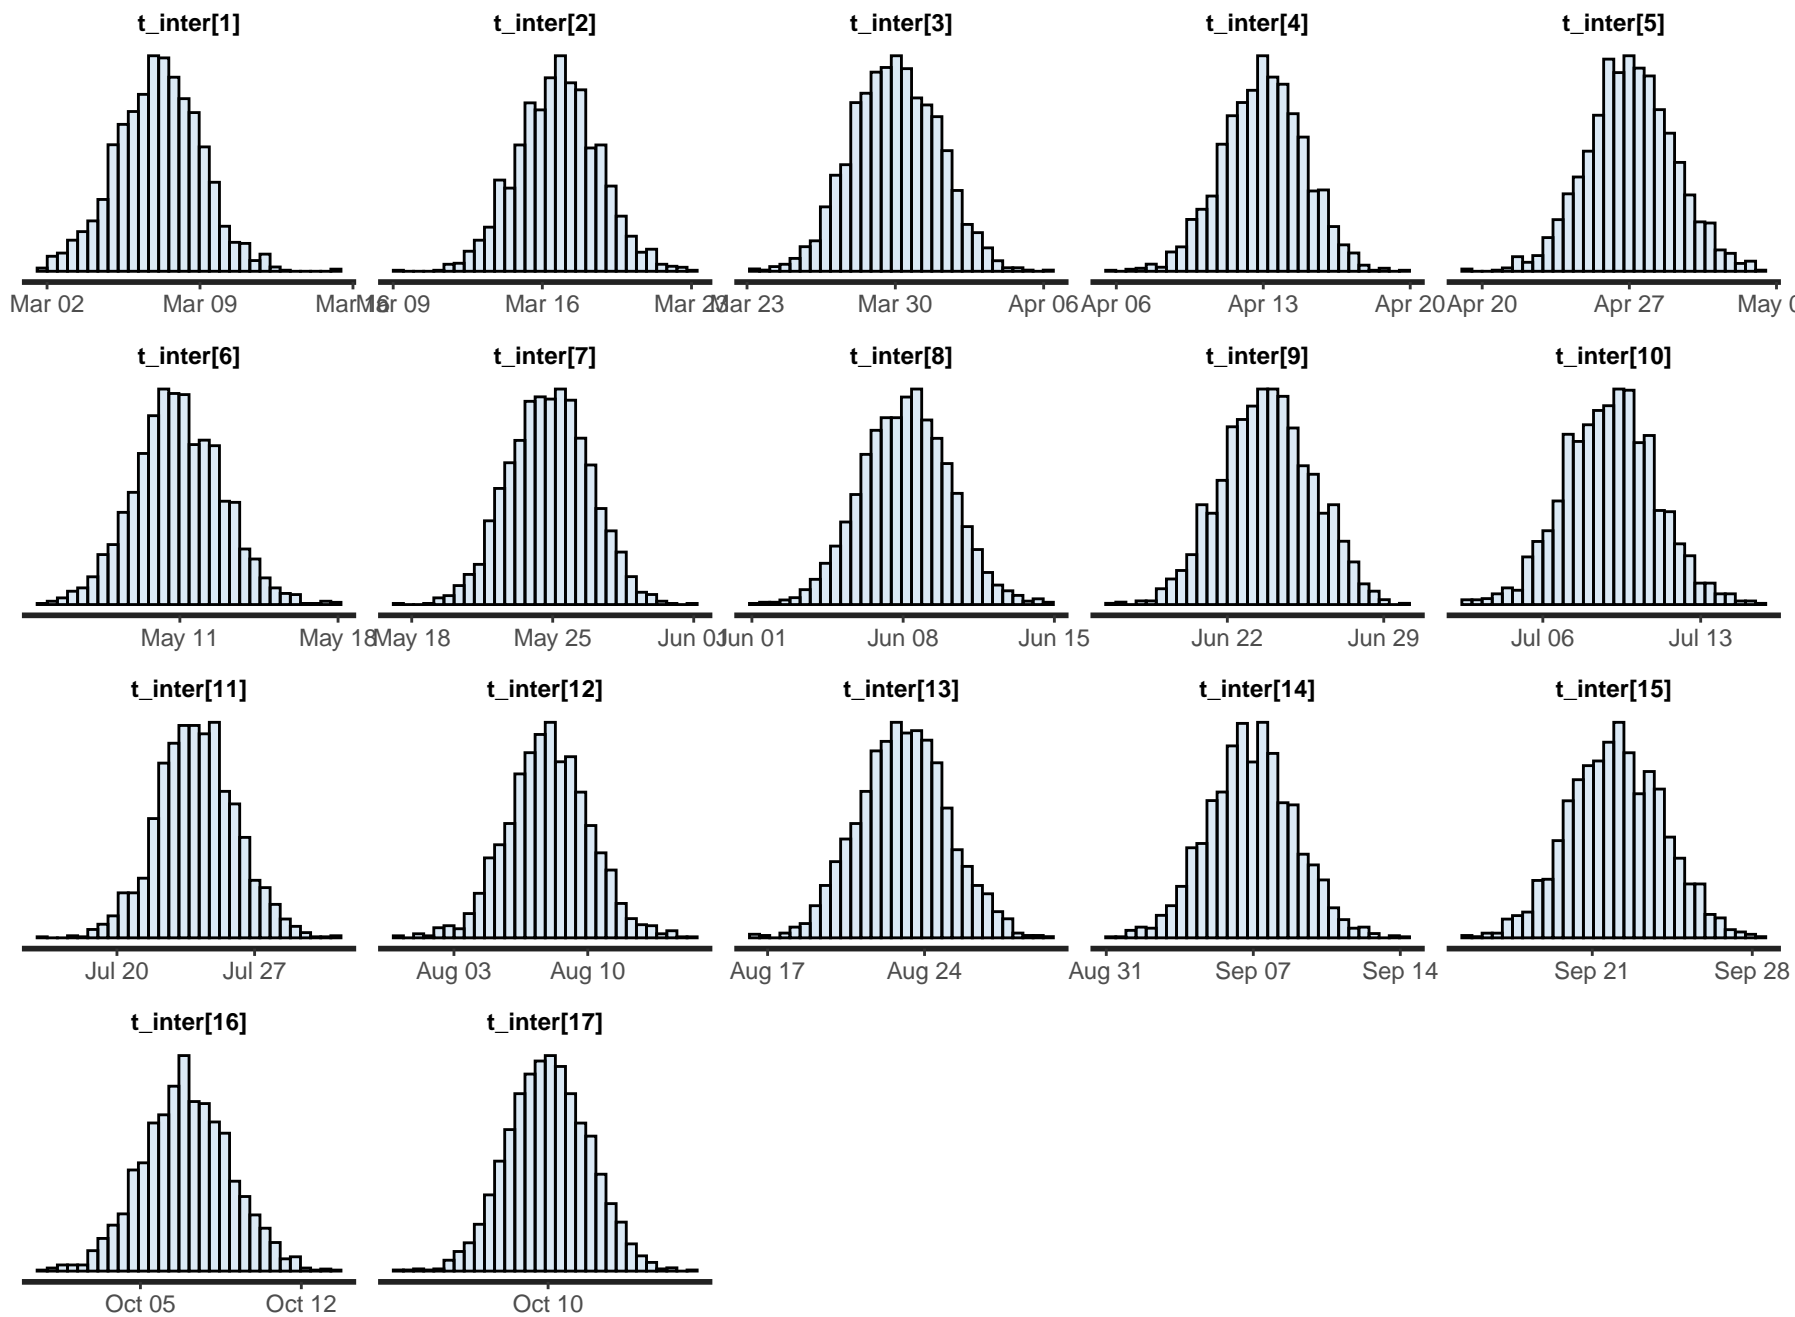 t_inter[1] t_inter[2] t_inter[3] t_inter[4] t_inter[5]
Mar 02 Mar 09 Mar 16 Mar 09 Mar 16 Mar 23 Mar 23 Mar 30 Apr 06 Apr 06 Apr 13 Apr 20 Apr 20 Apr 27 May
t_inter[6] t_inter[7] t_inter[8] t_inter[9] t_inter[10]
May 11 May 18 May 18 May 25 Jun 01 Jun 01 Jun 08 Jun 15 Jun 22 Jun 29 Jul 06 Jul 13
t_inter[11] t_inter[12] t_inter[13] t_inter[14] t_inter[15]
Jul 20 Jul 27 Aug 03 Aug 10 Aug 17 Aug 24 Aug 31 Sep 07 Sep 14 Sep 21 Sep 28
t_inter[16] t_inter[17]
Oct 05 Oct 12 Oct 10